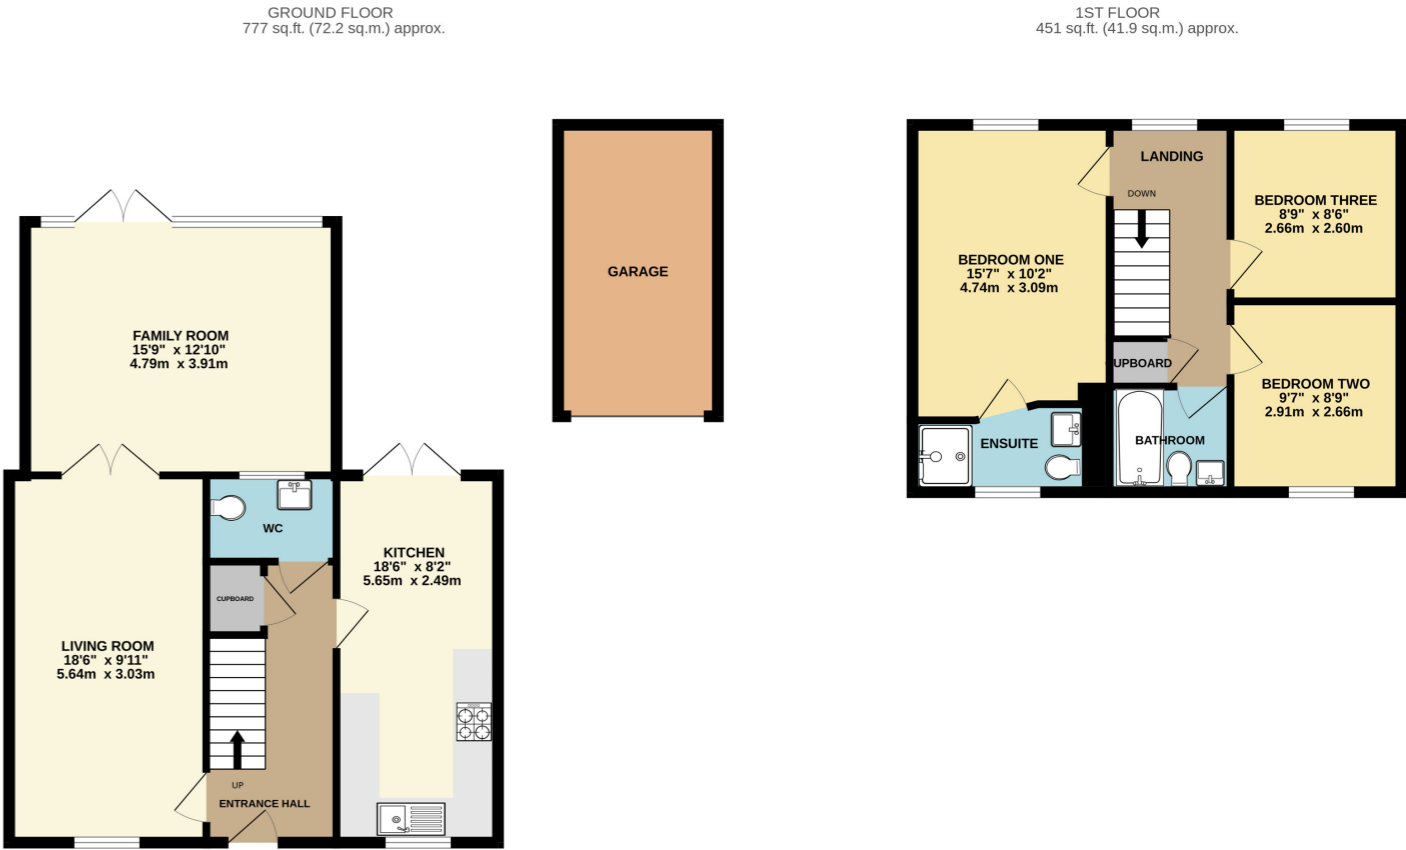 GROUND FLOOR
777 sq.ft. (72.2 sq.m.) approx.
1ST FLOOR
451 sq.ft. (41.9 sq.m.) approx.
GARAGE
FAMILY ROOM
15'9" x 12'10"
4.79m x 3.91m
WC
KITCHEN
18'6" x 8'2"
5.65m x 2.49m
CUPBOARD
LIVING ROOM
18'6" x 9'11"
5.64m x 3.03m
UP
ENTRANCE HALL
LANDING
DOWN
BEDROOM THREE
8'9" x 8'6"
2.66m x 2.60m
BEDROOM ONE
15'7" x 10'2"
4.74m x 3.09m
UPBOARD
BEDROOM TWO
9'7" x 8'9"
2.91m x 2.66m
ENSUITE
BATHROOM